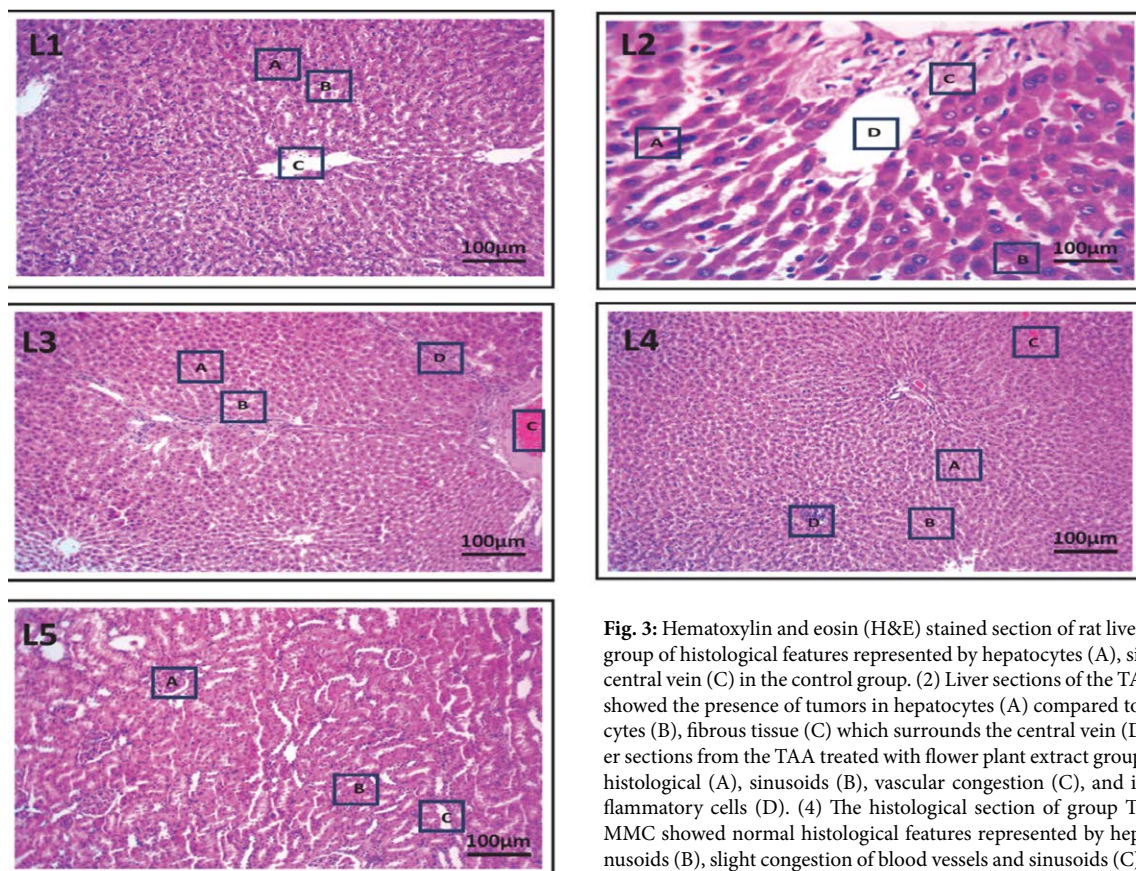 L1
A
B
C
100µm
L2
C
D
A
B
100µm
L3
D
A
B
C
100µm
L4
C
A
D
B
100µm
L5
A
B
C
Fig. 3: Hematoxylin and eosin (H&E) stained section of rat live
group of histological features represented by hepatocytes (A), si
central vein (C) in the control group. (2) Liver sections of the TA
showed the presence of tumors in hepatocytes (A) compared to
cytes (B), fibrous tissue (C) which surrounds the central vein (D
er sections from the TAA treated with flower plant extract group
histological (A), sinusoids (B), vascular congestion (C), and i
flammatory cells (D). (4) The histological section of group T
MMC showed normal histological features represented by hep
nusoids (B), slight congestion of blood vessels and sinusoids (C)